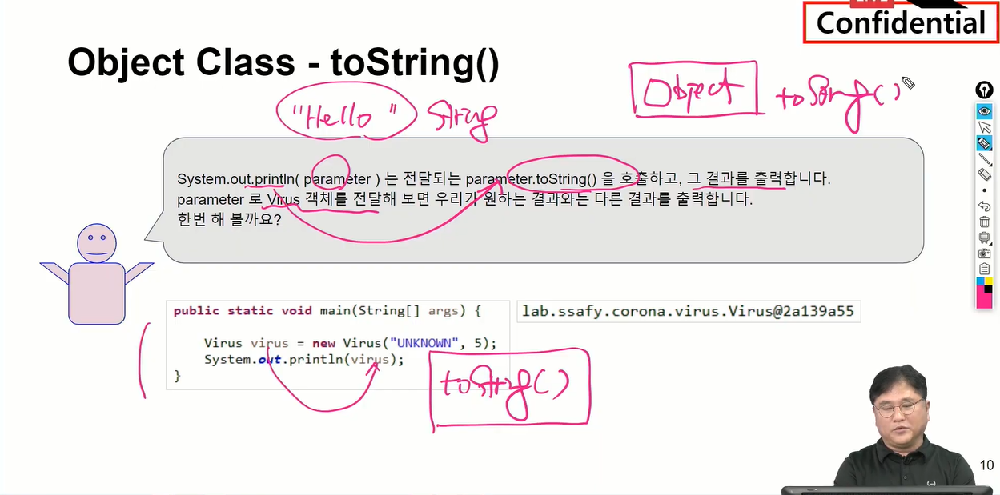 Confidential
Object Class - toString()
Object toString()
"Hello" String
System.out.println( parameter ) 는 전달되는 parameter.toString() 을 호출하고, 그 결과를 출력합니다.
parameter 로 Virus 객체를 전달해 보면 우리가 원하는 결과와는 다른 결과를 출력합니다.
한번 해 볼까요?
public static void main(String[] args) {
Virus virus = new Virus("UNKNOWN", 5);
System.out.println(virus);
}
lab.ssafy.corona.virus.Virus@2a139a55
toString()
10